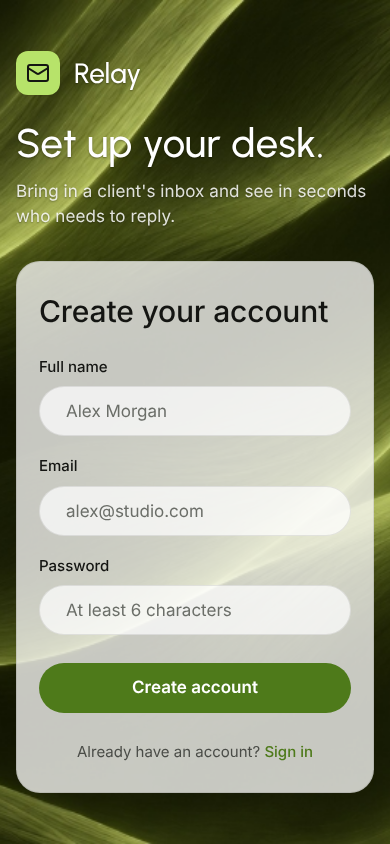 Relay
Set up your desk.
Bring in a client's inbox and see in seconds
who needs to reply.
Create your account
Full name
Alex Morgan
Email
alex@studio.com
Password
At least 6 characters
Create account
Already have an account? Sign in